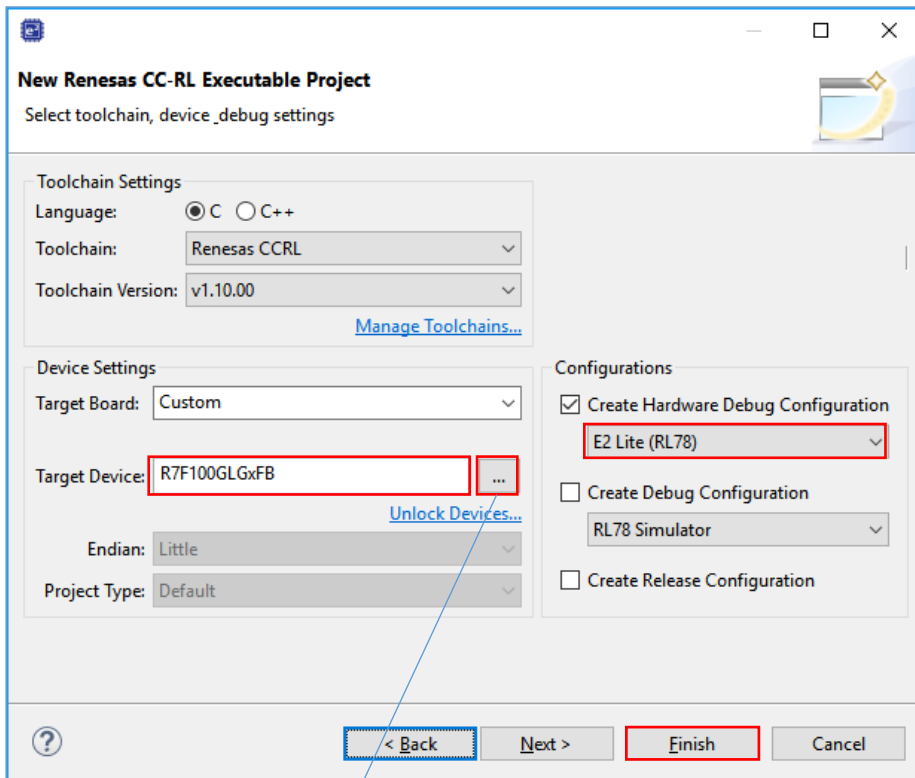 e²
New Renesas CC-RL Executable Project
Select toolchain, device _debug settings
Toolchain Settings
Language: C C++
Toolchain: Renesas CCRL
Toolchain Version: v1.10.00
Manage Toolchains...
Device Settings
Target Board: Custom
Target Device: R7F100GLGxFB ...
Unlock Devices...
Endian: Little
Project Type: Default
Configurations
Create Hardware Debug Configuration
E2 Lite (RL78)
Create Debug Configuration
RL78 Simulator
Create Release Configuration
? < Back Next > Finish Cancel